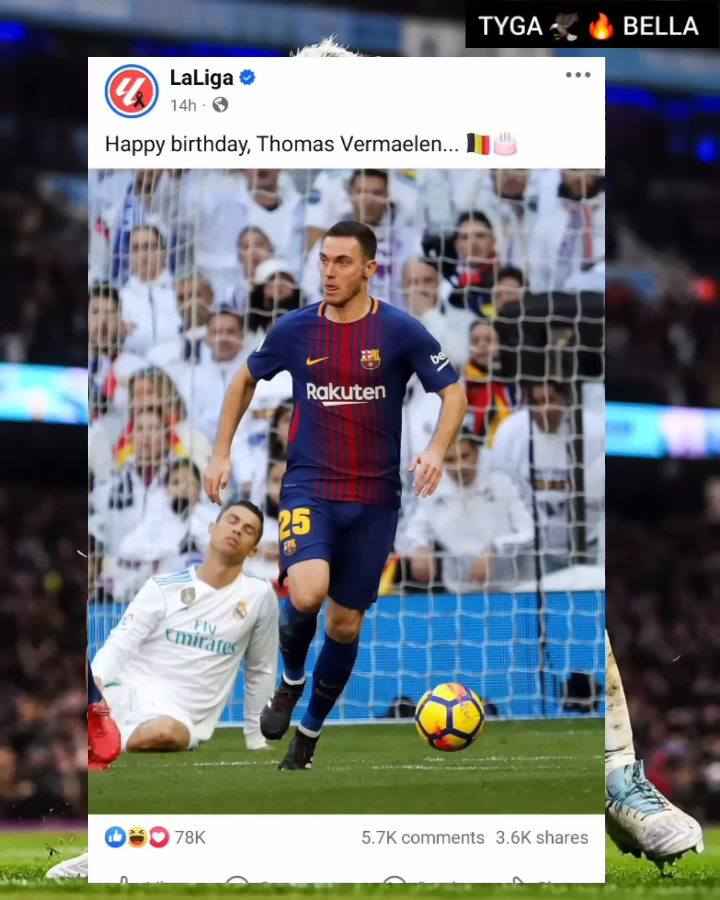 TYGA 🦅🔥 BELLA
LaLiga
14h ·
Happy birthday, Thomas Vermaelen... 🇧🇪🎂
be
Rakuten
25
Fly
Emirates
78K
5.7K comments 3.6K shares